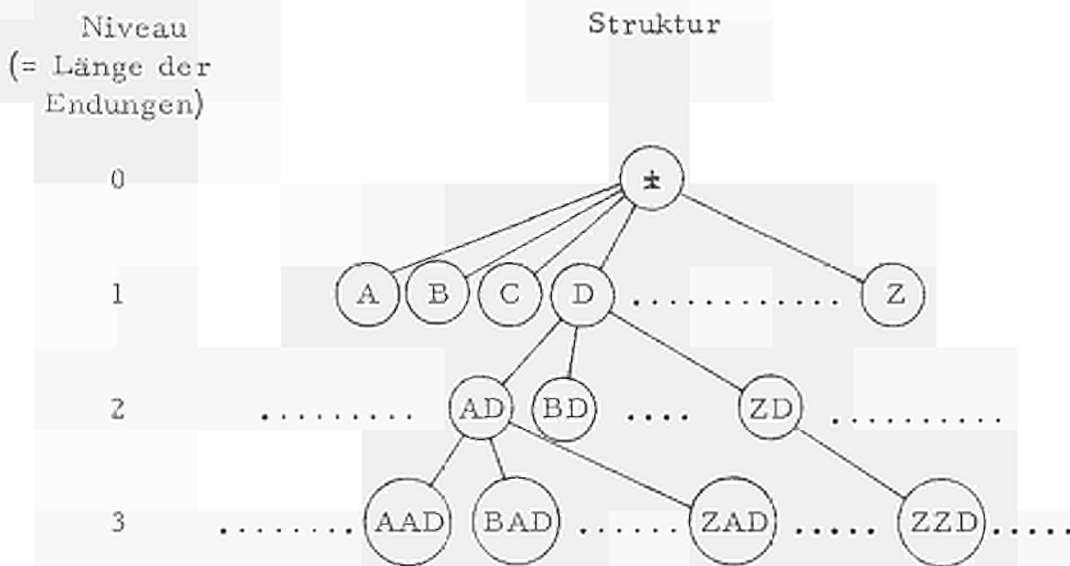 Niveau
(= Länge der
Endungen)
Struktur
0 ±
1 A B C D ............. Z
2 ......... AD BD .... ZD ..........
3 ......... AAD BAD ...... ZAD ..... ZZD .....